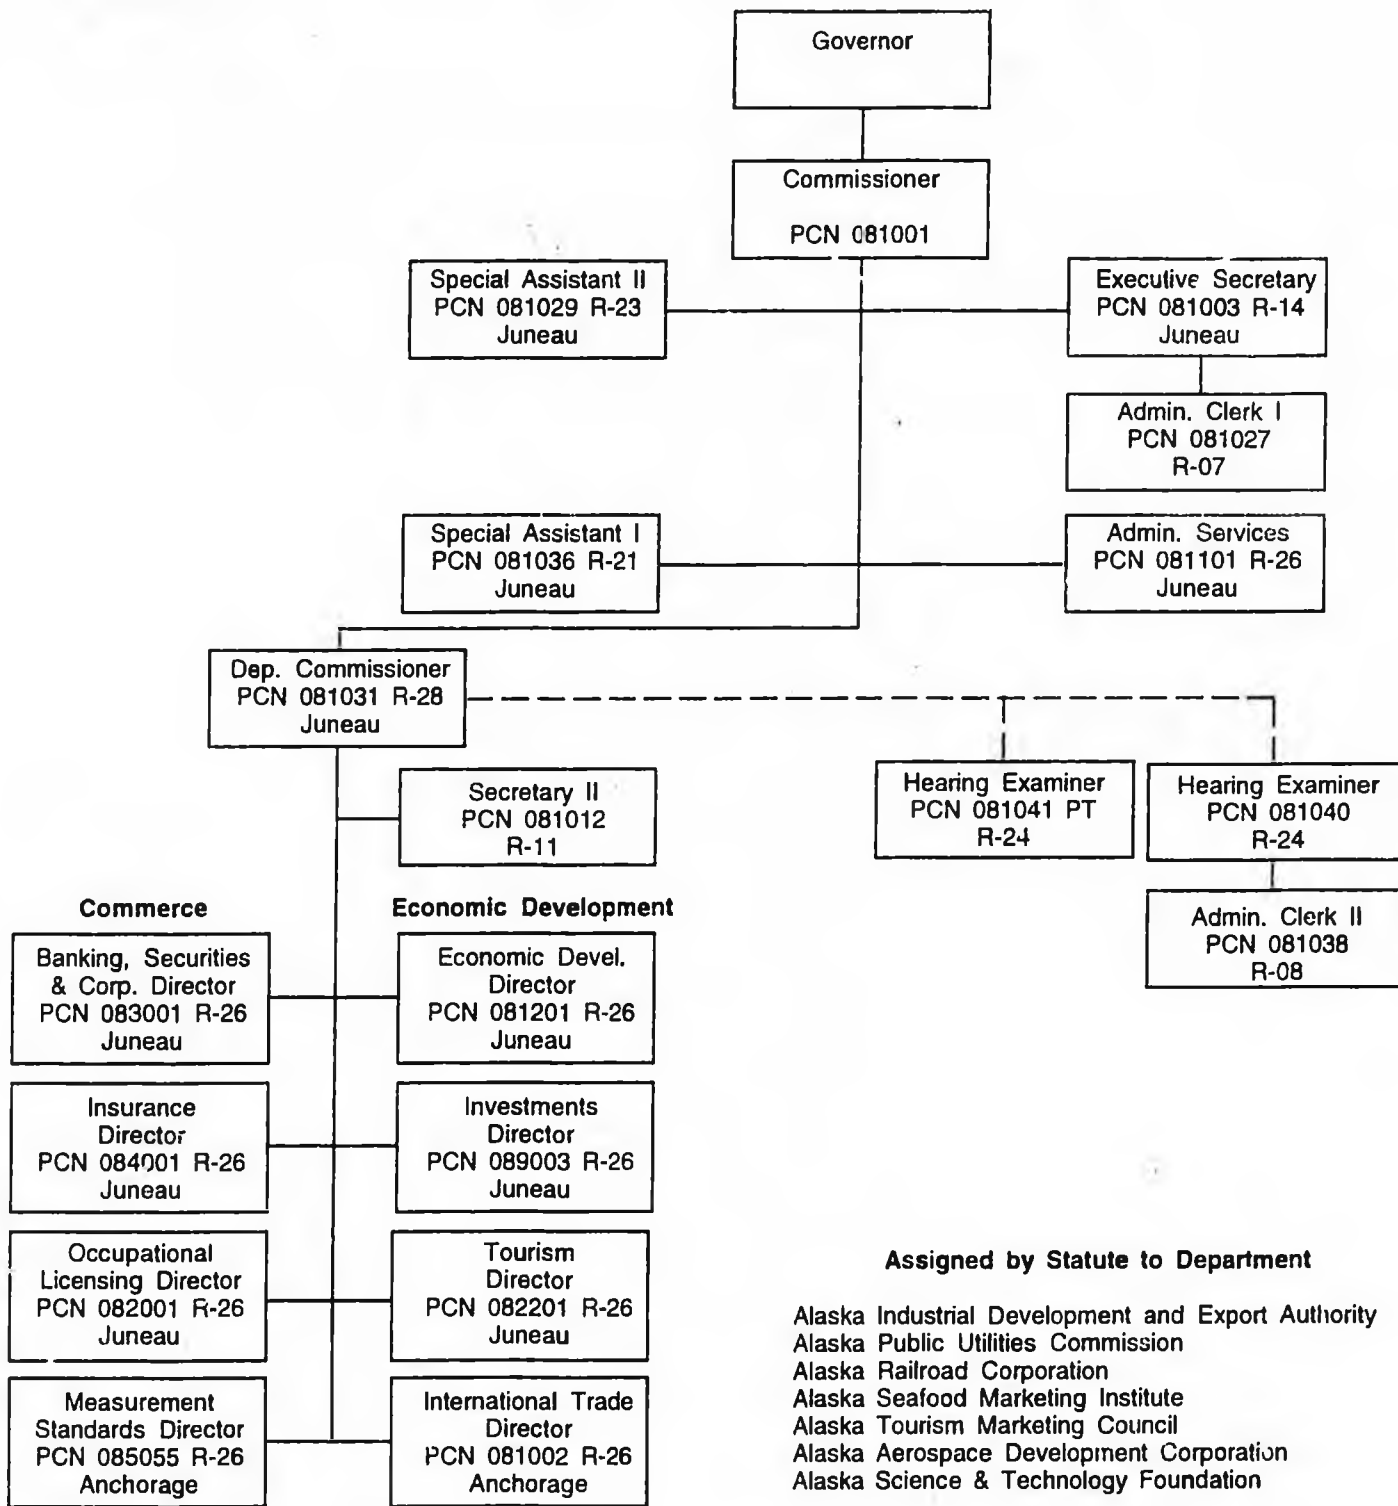 Governor
Commissioner
PCN 081001
Special Assistant II
PCN 081029 R-23
Juneau
Executive Secretary
PCN 081003 R-14
Juneau
Admin. Clerk I
PCN 081027
R-07
Special Assistant I
PCN 081036 R-21
Juneau
Admin. Services
PCN 081101 R-26
Juneau
Dep. Commissioner
PCN 081031 R-28
Juneau
Secretary II
PCN 081012
R-11
Hearing Examiner
PCN 081041 PT
R-24
Hearing Examiner
PCN 081040
R-24
Admin. Clerk II
PCN 081038
R-08
Commerce
Banking, Securities
& Corp. Director
PCN 083001 R-26
Juneau
Insurance
Director
PCN 084001 R-26
Juneau
Occupational
Licensing Director
PCN 082001 R-26
Juneau
Measurement
Standards Director
PCN 085055 R-26
Anchorage
Economic Development
Economic Devel.
Director
PCN 081201 R-26
Juneau
Investments
Director
PCN 089003 R-26
Juneau
Tourism
Director
PCN 082201 R-26
Juneau
International Trade
Director
PCN 081002 R-26
Anchorage
Assigned by Statute to Department
Alaska Industrial Development and Export Authority
Alaska Public Utilities Commission
Alaska Railroad Corporation
Alaska Seafood Marketing Institute
Alaska Tourism Marketing Council
Alaska Aerospace Development Corporation
Alaska Science & Technology Foundation